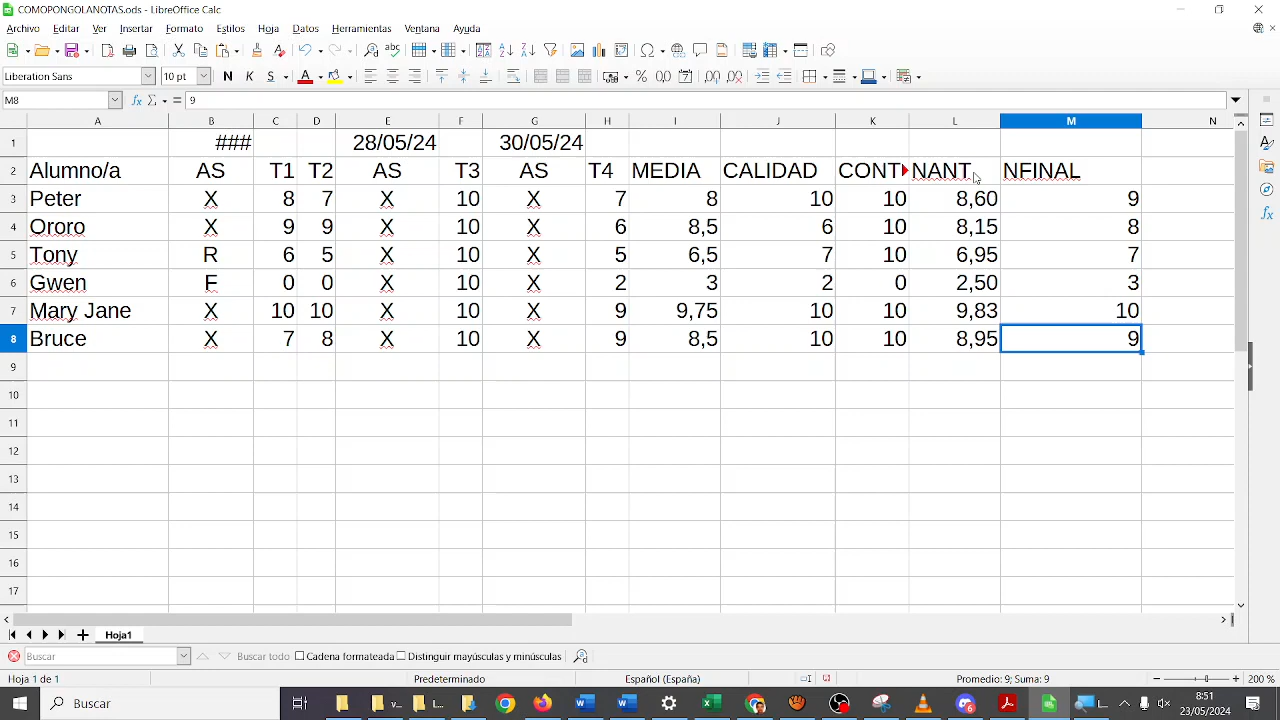 COMOPONGOLANOTAS.ods - LibreOffice Calc
Archivo Editar Ver Insertar Formato Estilos Hoja Datos Herramientas Ventana Ayuda
Liberation Sans 10 pt N K S
M8 9
A B C D E F G H I J K L M N
1 ### 28/05/24 30/05/24
2 Alumno/a AS T1 T2 AS T3 AS T4 MEDIA CALIDAD CONT NANT NFINAL
3 Peter X 8 7 X 10 X 7 8 10 10 8,60 9
4 Ororo X 9 9 X 10 X 6 8,5 6 10 8,15 8
5 Tony R 6 5 X 10 X 5 6,5 7 10 6,95 7
6 Gwen F 0 0 X 10 X 2 3 2 0 2,50 3
7 Mary Jane X 10 10 X 10 X 9 9,75 10 10 9,83 10
8 Bruce X 7 8 X 10 X 9 8,5 10 10 8,95 9
9
10
11
12
13
14
15
16
17
Hoja1
Buscar Buscar todo Cadena formateada Distinguir mayúsculas y minúsculas
Hoja 1 de 1 Predeterminado Español (España) Promedio: 9; Suma: 9 260 %
Buscar 8:51
23/05/2024